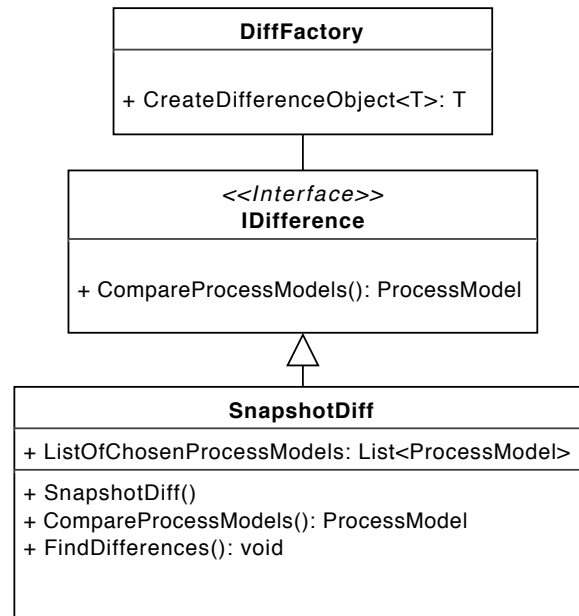 DiffFactory
+ CreateDifferenceObject<T>: T
<<Interface>>
IDifference
+ CompareProcessModels(): ProcessModel
SnapshotDiff
+ ListOfChosenProcessModels: List<ProcessModel>
+ SnapshotDiff()
+ CompareProcessModels(): ProcessModel
+ FindDifferences(): void